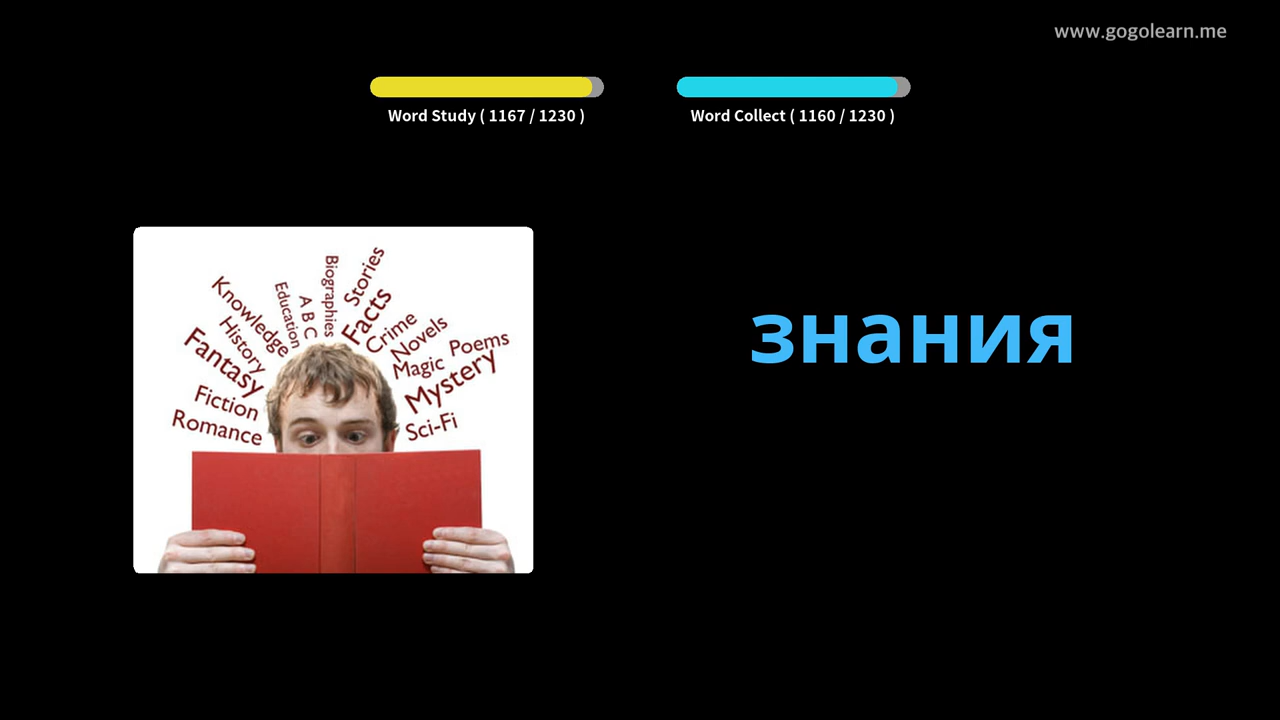 www.gogolearn.me
Word Study ( 1167 / 1230 )
Word Collect ( 1160 / 1230 )
Knowledge
Education
A B C
Biographies
Stories
Facts
Crime
Novels
Poems
History
Fantasy
Magic
Mystery
Fiction
Romance
Sci-Fi
знания